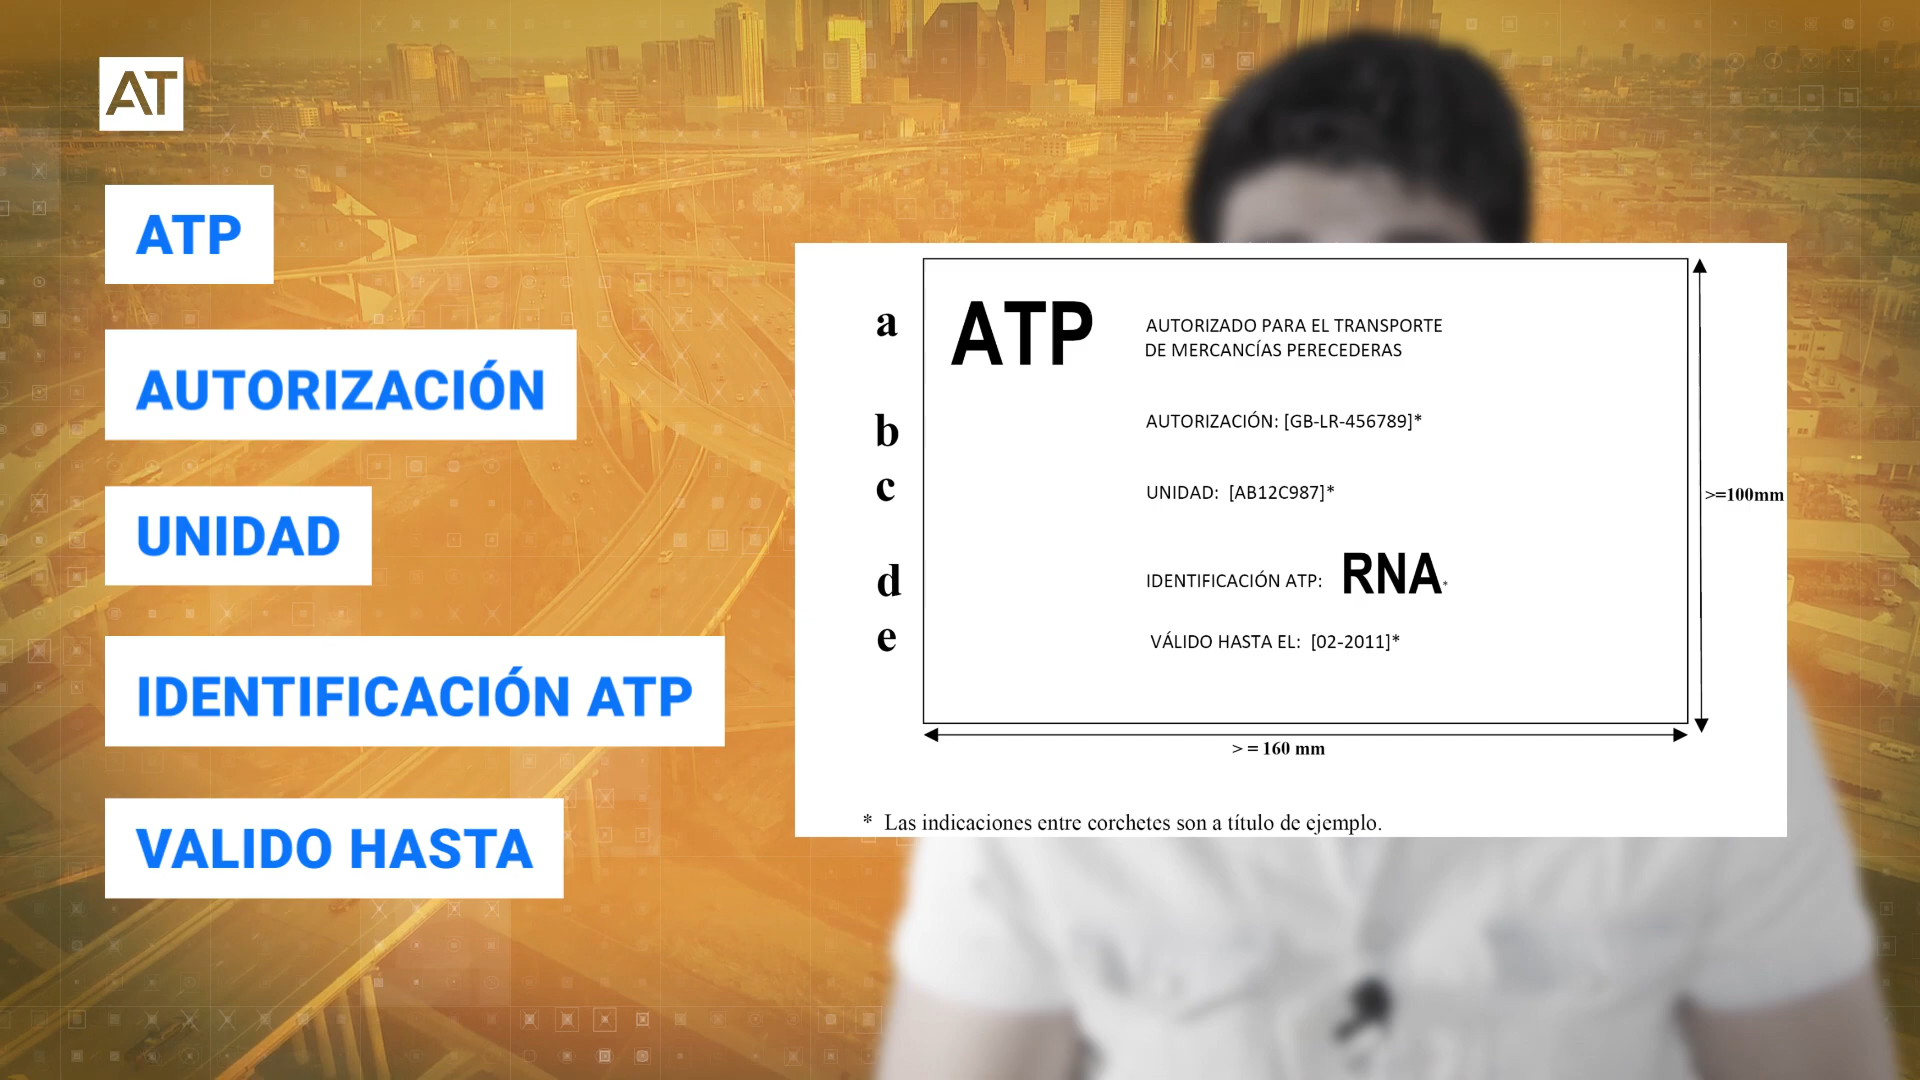 AT
ATP
AUTORIZACIÓN
UNIDAD
IDENTIFICACIÓN ATP
VALIDO HASTA
a
ATP
AUTORIZADO PARA EL TRANSPORTE
DE MERCANCÍAS PERECEDERAS
b
AUTORIZACIÓN: [GB-LR-456789]*
c
UNIDAD: [AB12C987]*
>=100mm
d
IDENTIFICACIÓN ATP: RNA*
e
VÁLIDO HASTA EL: [02-2011]*
> = 160 mm
* Las indicaciones entre corchetes son a título de ejemplo.